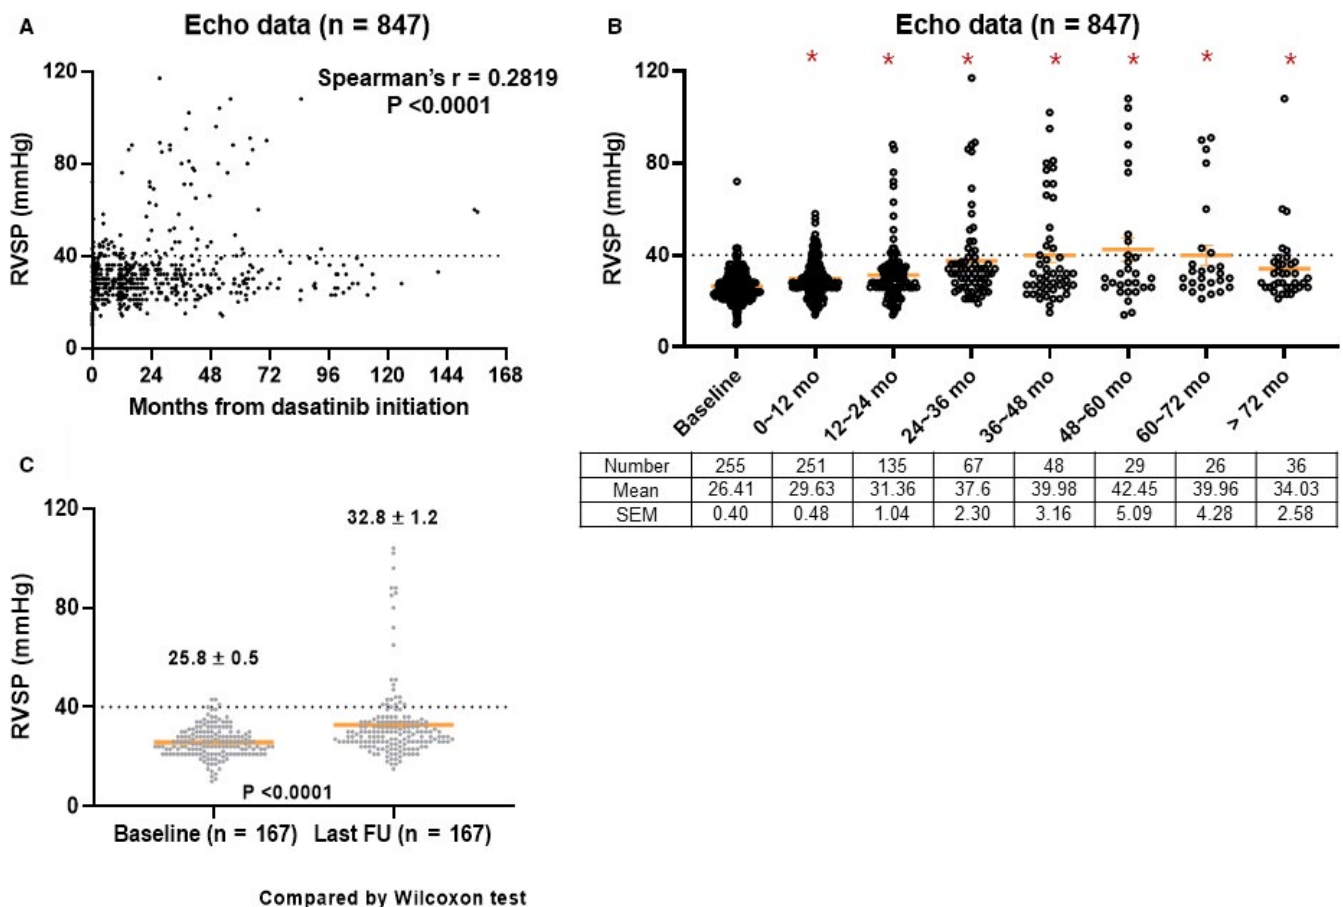 A
Echo data (n = 847)
Spearman's r = 0.2819
P <0.0001
RVSP (mmHg)
120
80
40
0
0 24 48 72 96 120 144 168
Months from dasatinib initiation
B
Echo data (n = 847)
* * * * * * *
RVSP (mmHg)
120
80
40
0
Baseline 0~12 mo 12~24 mo 24~36 mo 36~48 mo 48~60 mo 60~72 mo > 72 mo
Number 255 251 135 67 48 29 26 36
Mean 26.41 29.63 31.36 37.6 39.98 42.45 39.96 34.03
SEM 0.40 0.48 1.04 2.30 3.16 5.09 4.28 2.58
C
RVSP (mmHg)
120
80
40
0
32.8 ± 1.2
25.8 ± 0.5
P <0.0001
Baseline (n = 167) Last FU (n = 167)
Compared by Wilcoxon test